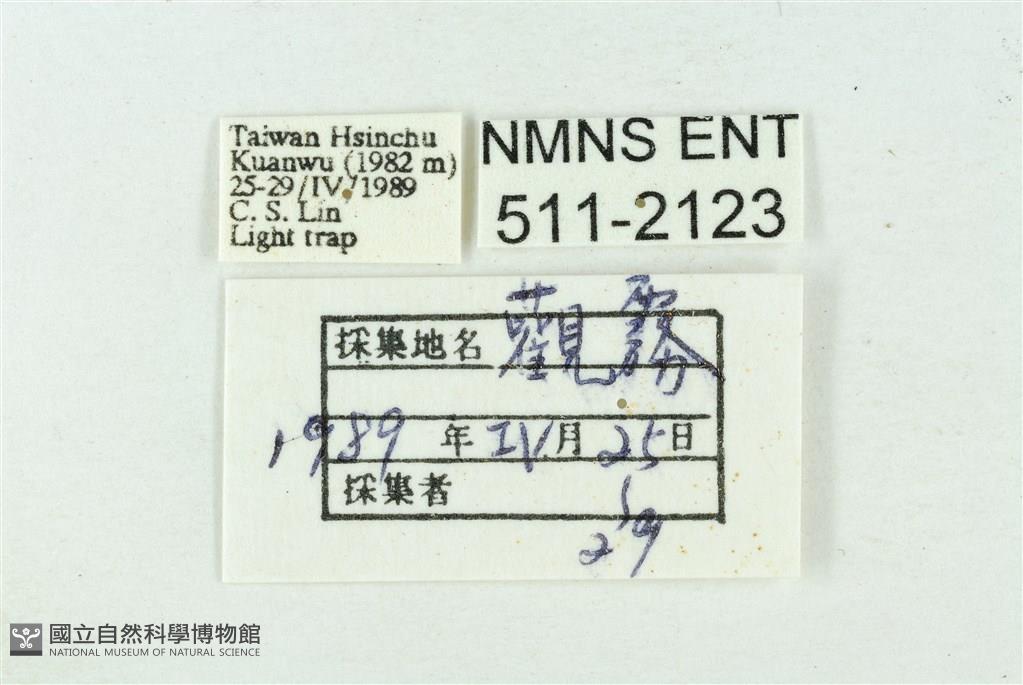 Taiwan Hsinchu
Kuanwu (1982 m)
25-29/IV/1989
C. S. Lin
Light trap
NMNS ENT
511-2123
採集地名 觀霧
1989 年 IV 月 25 日
採集者
29
國立自然科學博物館
NATIONAL MUSEUM OF NATURAL SCIENCE